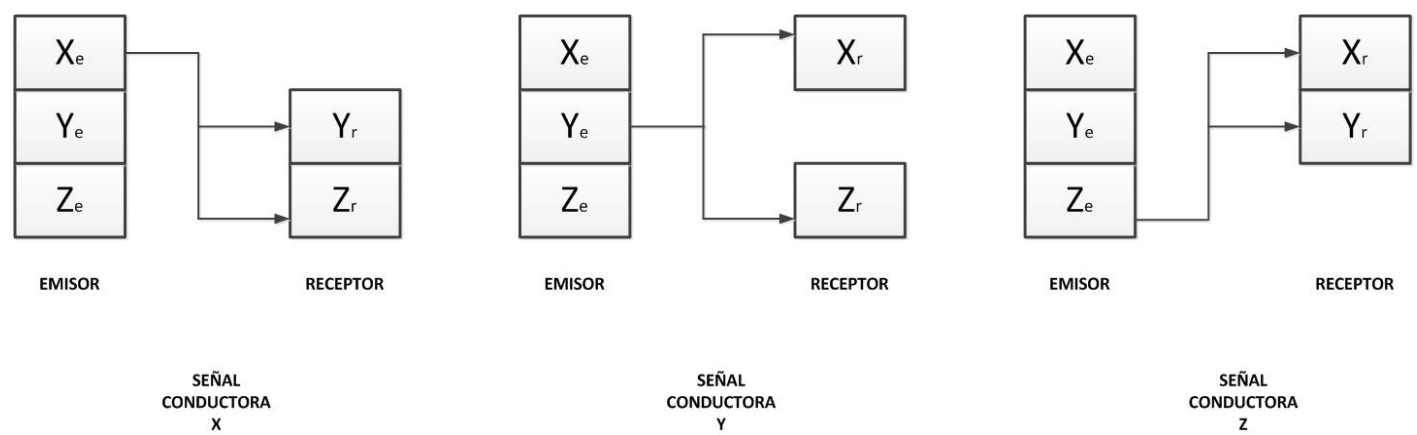 Xe
Ye
Ze
Yr
Zr
EMISOR
RECEPTOR
SEÑAL
CONDUCTORA
X
Xe
Ye
Ze
Xr
Zr
EMISOR
RECEPTOR
SEÑAL
CONDUCTORA
Y
Xe
Ye
Ze
Xr
Yr
EMISOR
RECEPTOR
SEÑAL
CONDUCTORA
Z